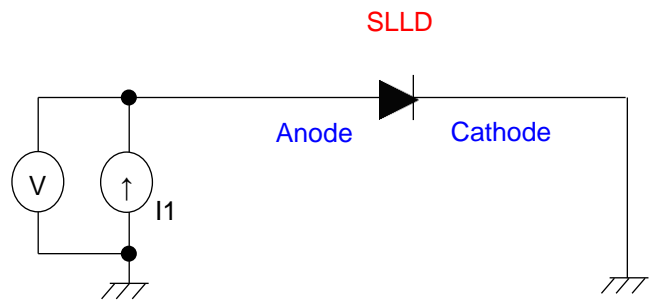 SLLD
Anode
Cathode
V
↑
I1